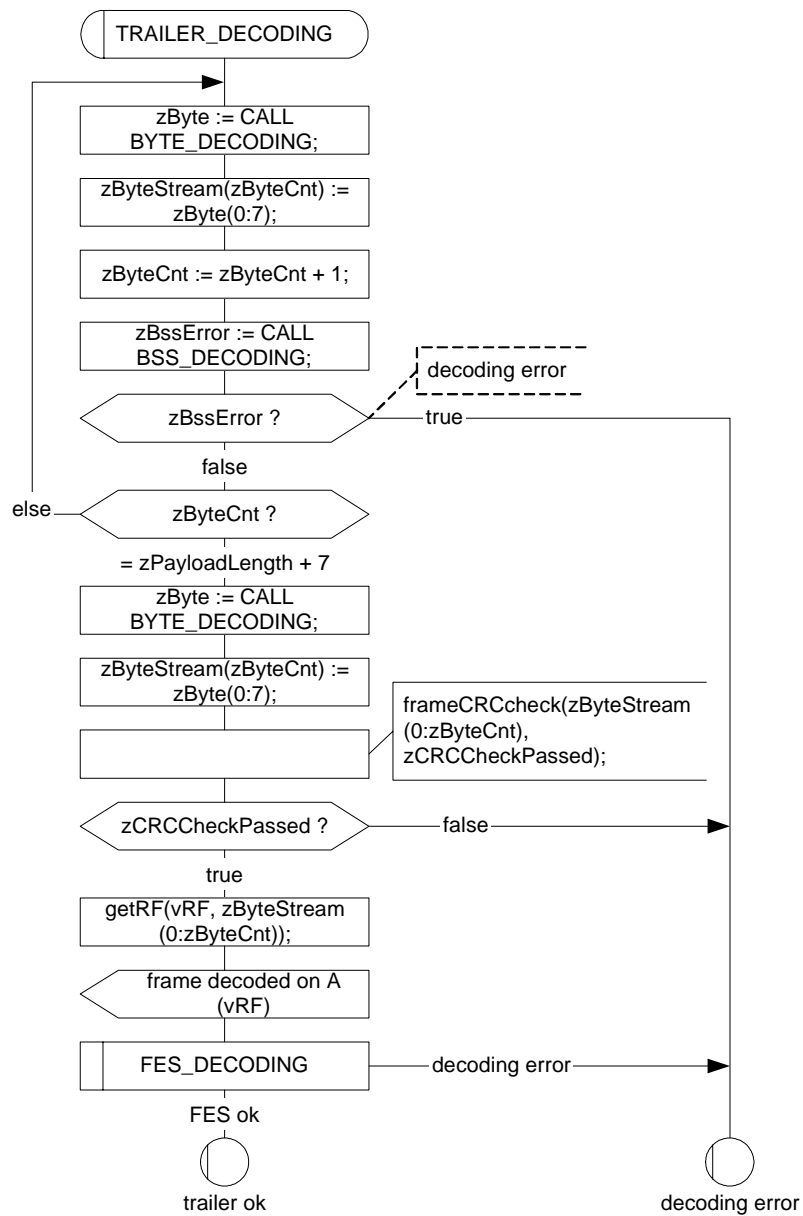 TRAILER_DECODING
zByte := CALL
BYTE_DECODING;
zByteStream(zByteCnt) :=
zByte(0:7);
zByteCnt := zByteCnt + 1;
zBssError := CALL
BSS_DECODING;
decoding error
zBssError ?
true
false
else
zByteCnt ?
= zPayloadLength + 7
zByte := CALL
BYTE_DECODING;
zByteStream(zByteCnt) :=
zByte(0:7);
frameCRCcheck(zByteStream
(0:zByteCnt),
zCRCCheckPassed);
zCRCCheckPassed ?
false
true
getRF(vRF, zByteStream
(0:zByteCnt));
frame decoded on A
(vRF)
FES_DECODING
decoding error
FES ok
trailer ok
decoding error